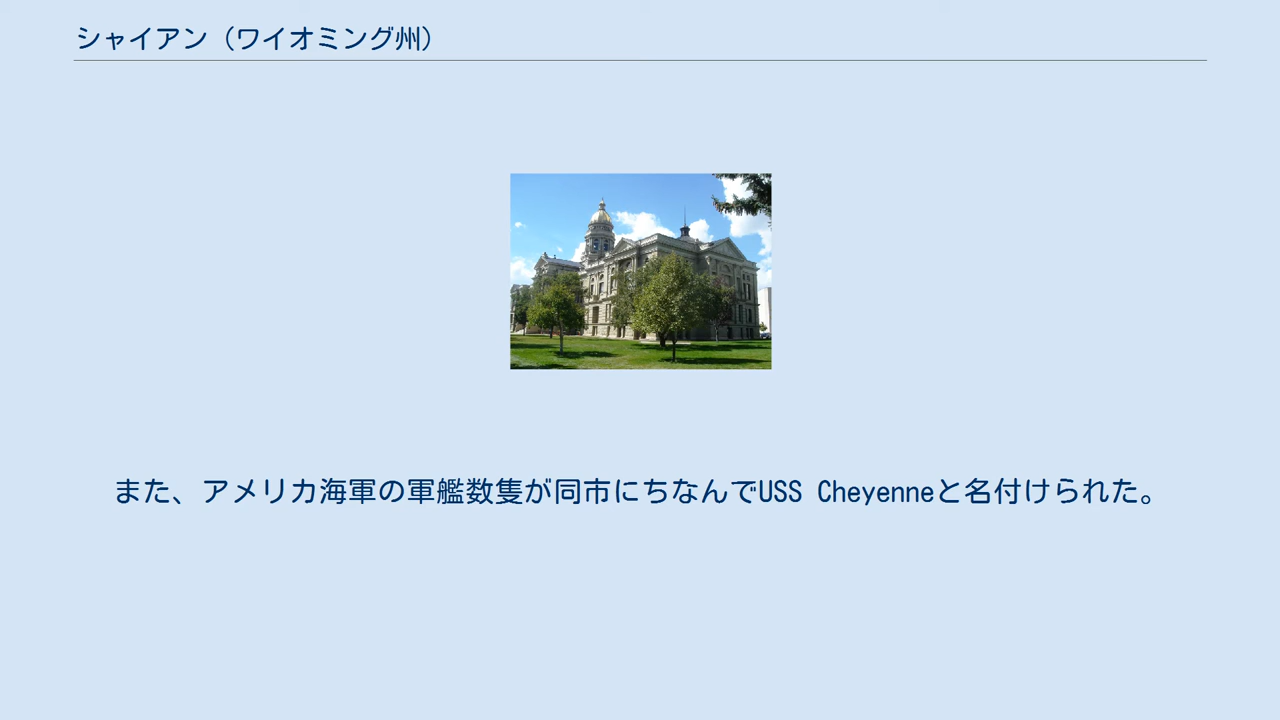 シャイアン（ワイオミング州）
また、アメリカ海軍の軍艦数隻が同市にちなんでUSS Cheyenneと名付けられた。